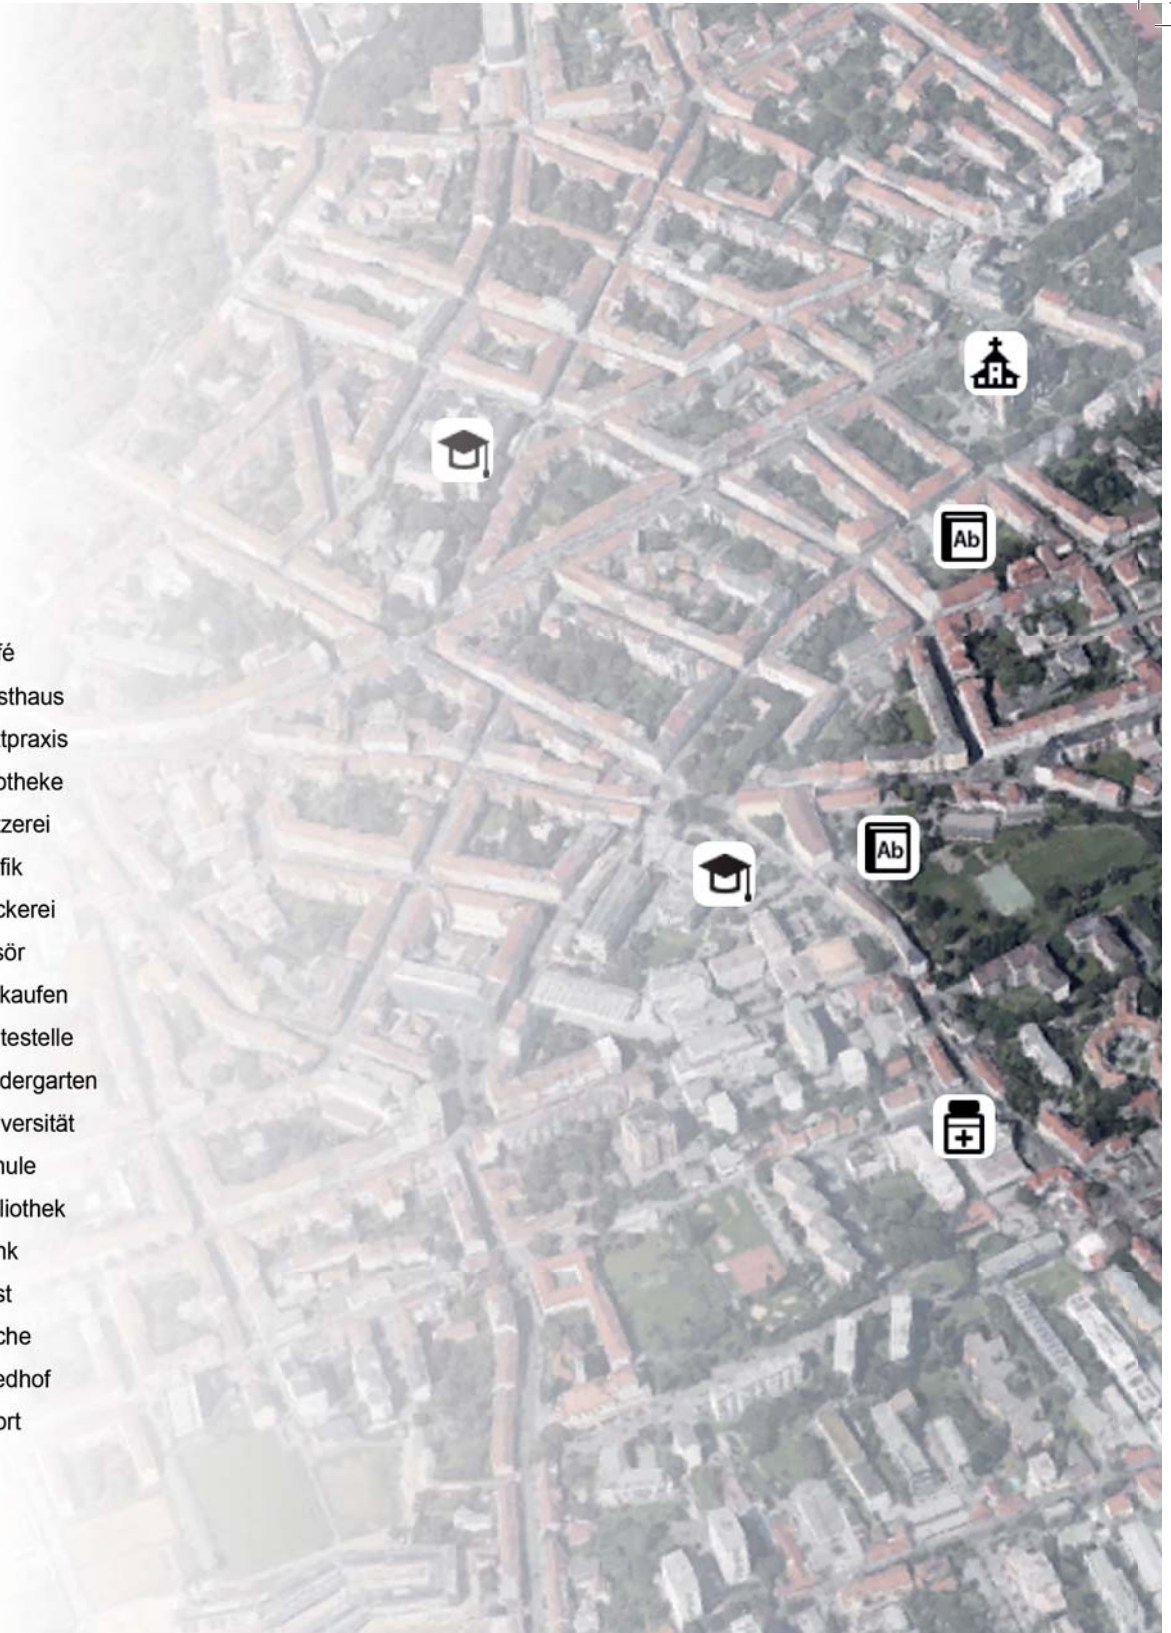 fé
sthaus
tpraxis
otheke
tzerei
fik
ckerei
sör
kaufen
testelle
dergarten
versität
hule
liothek
nk
st
che
edhof
ort
Ab
Ab